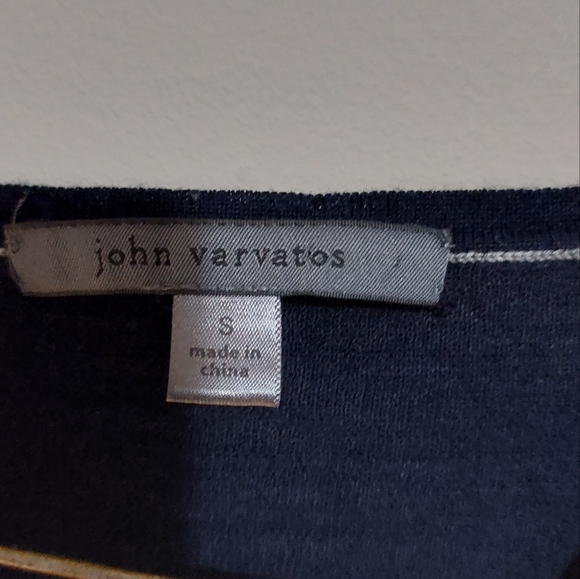 john varvatos
S
made in
china